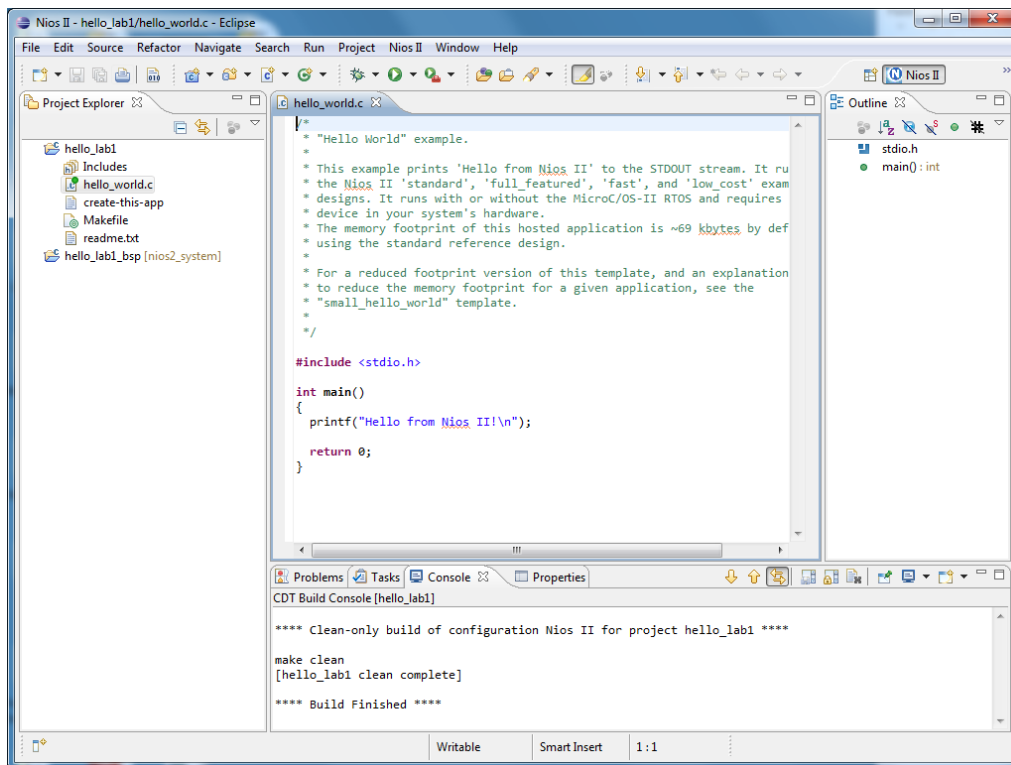 Nios II - hello_lab1/hello_world.c - Eclipse
File Edit Source Refactor Navigate Search Run Project Nios II Window Help
010
Nios II
»
Project Explorer
hello_lab1
Includes
hello_world.c
create-this-app
Makefile
readme.txt
hello_lab1_bsp [nios2_system]
hello_world.c
/*
* "Hello World" example.
*
* This example prints 'Hello from Nios II' to the STDOUT stream. It ru
* the Nios II 'standard', 'full_featured', 'fast', and 'low_cost' exam
* designs. It runs with or without the MicroC/OS-II RTOS and requires
* device in your system's hardware.
* The memory footprint of this hosted application is ~69 kbytes by def
* using the standard reference design.
*
* For a reduced footprint version of this template, and an explanation
* to reduce the memory footprint for a given application, see the
* "small_hello_world" template.
*
*/
#include <stdio.h>
int main()
{
printf("Hello from Nios II!\n");
return 0;
}
Outline
stdio.h
main() : int
Problems Tasks Console Properties
CDT Build Console [hello_lab1]
**** Clean-only build of configuration Nios II for project hello_lab1 ****
make clean
[hello_lab1 clean complete]
**** Build Finished ****
Writable Smart Insert 1 : 1